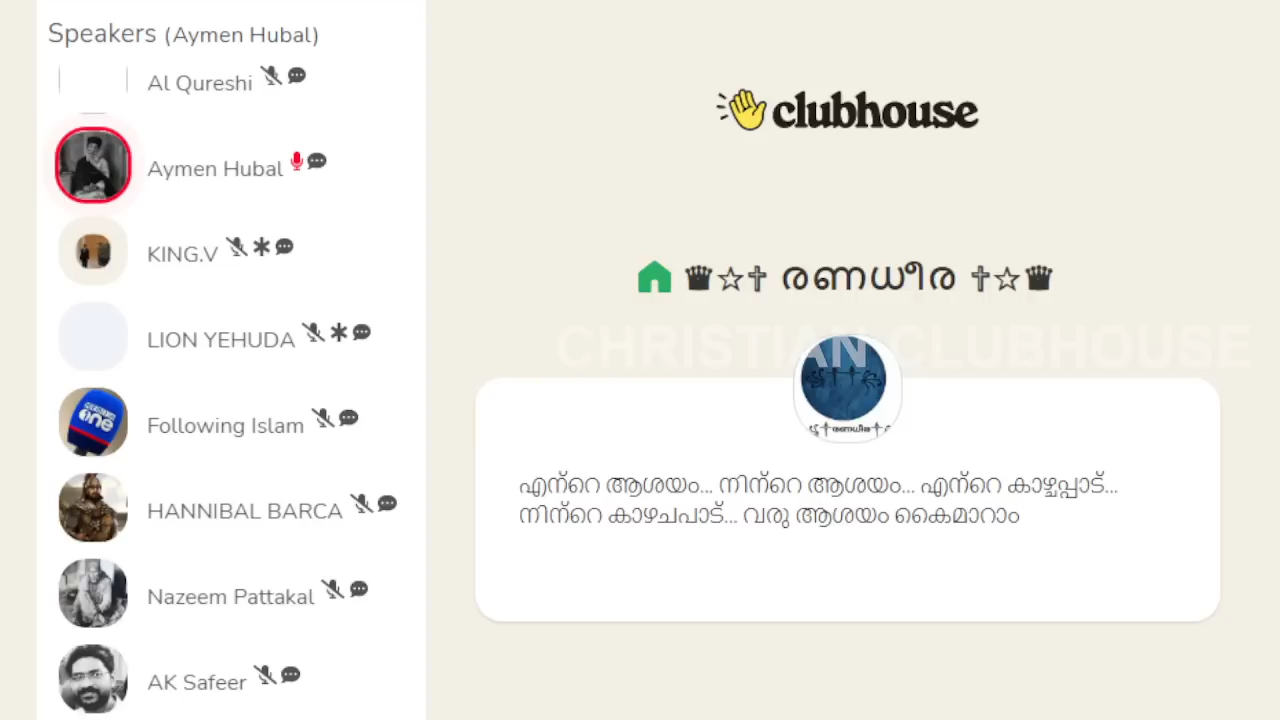 Speakers (Aymen Hubal)
Al Qureshi
Aymen Hubal
KING.V
LION YEHUDA
Following Islam
HANNIBAL BARCA
Nazeem Pattakal
AK Safeer
clubhouse
♛☆✝ രണധീര ✝☆♛
CHRISTIAN CLUBHOUSE
✝രണധീര✝
എന്റെ ആശയം... നിന്റെ ആശയം... എന്റെ കാഴ്ചപ്പാട്...
നിന്റെ കാഴചപാട്... വരു ആശയം കൈമാറാം